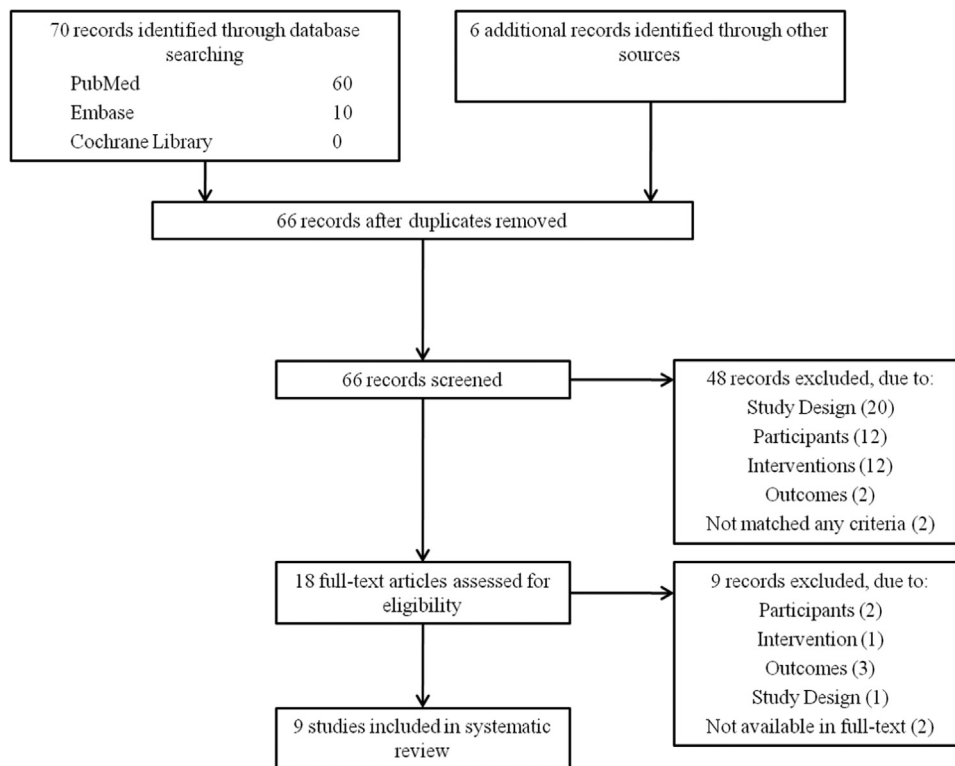 70 records identified through database
searching
PubMed 60
Embase 10
Cochrane Library 0
6 additional records identified through other
sources
66 records after duplicates removed
66 records screened
48 records excluded, due to:
Study Design (20)
Participants (12)
Interventions (12)
Outcomes (2)
Not matched any criteria (2)
18 full-text articles assessed for
eligibility
9 records excluded, due to:
Participants (2)
Intervention (1)
Outcomes (3)
Study Design (1)
Not available in full-text (2)
9 studies included in systematic
review